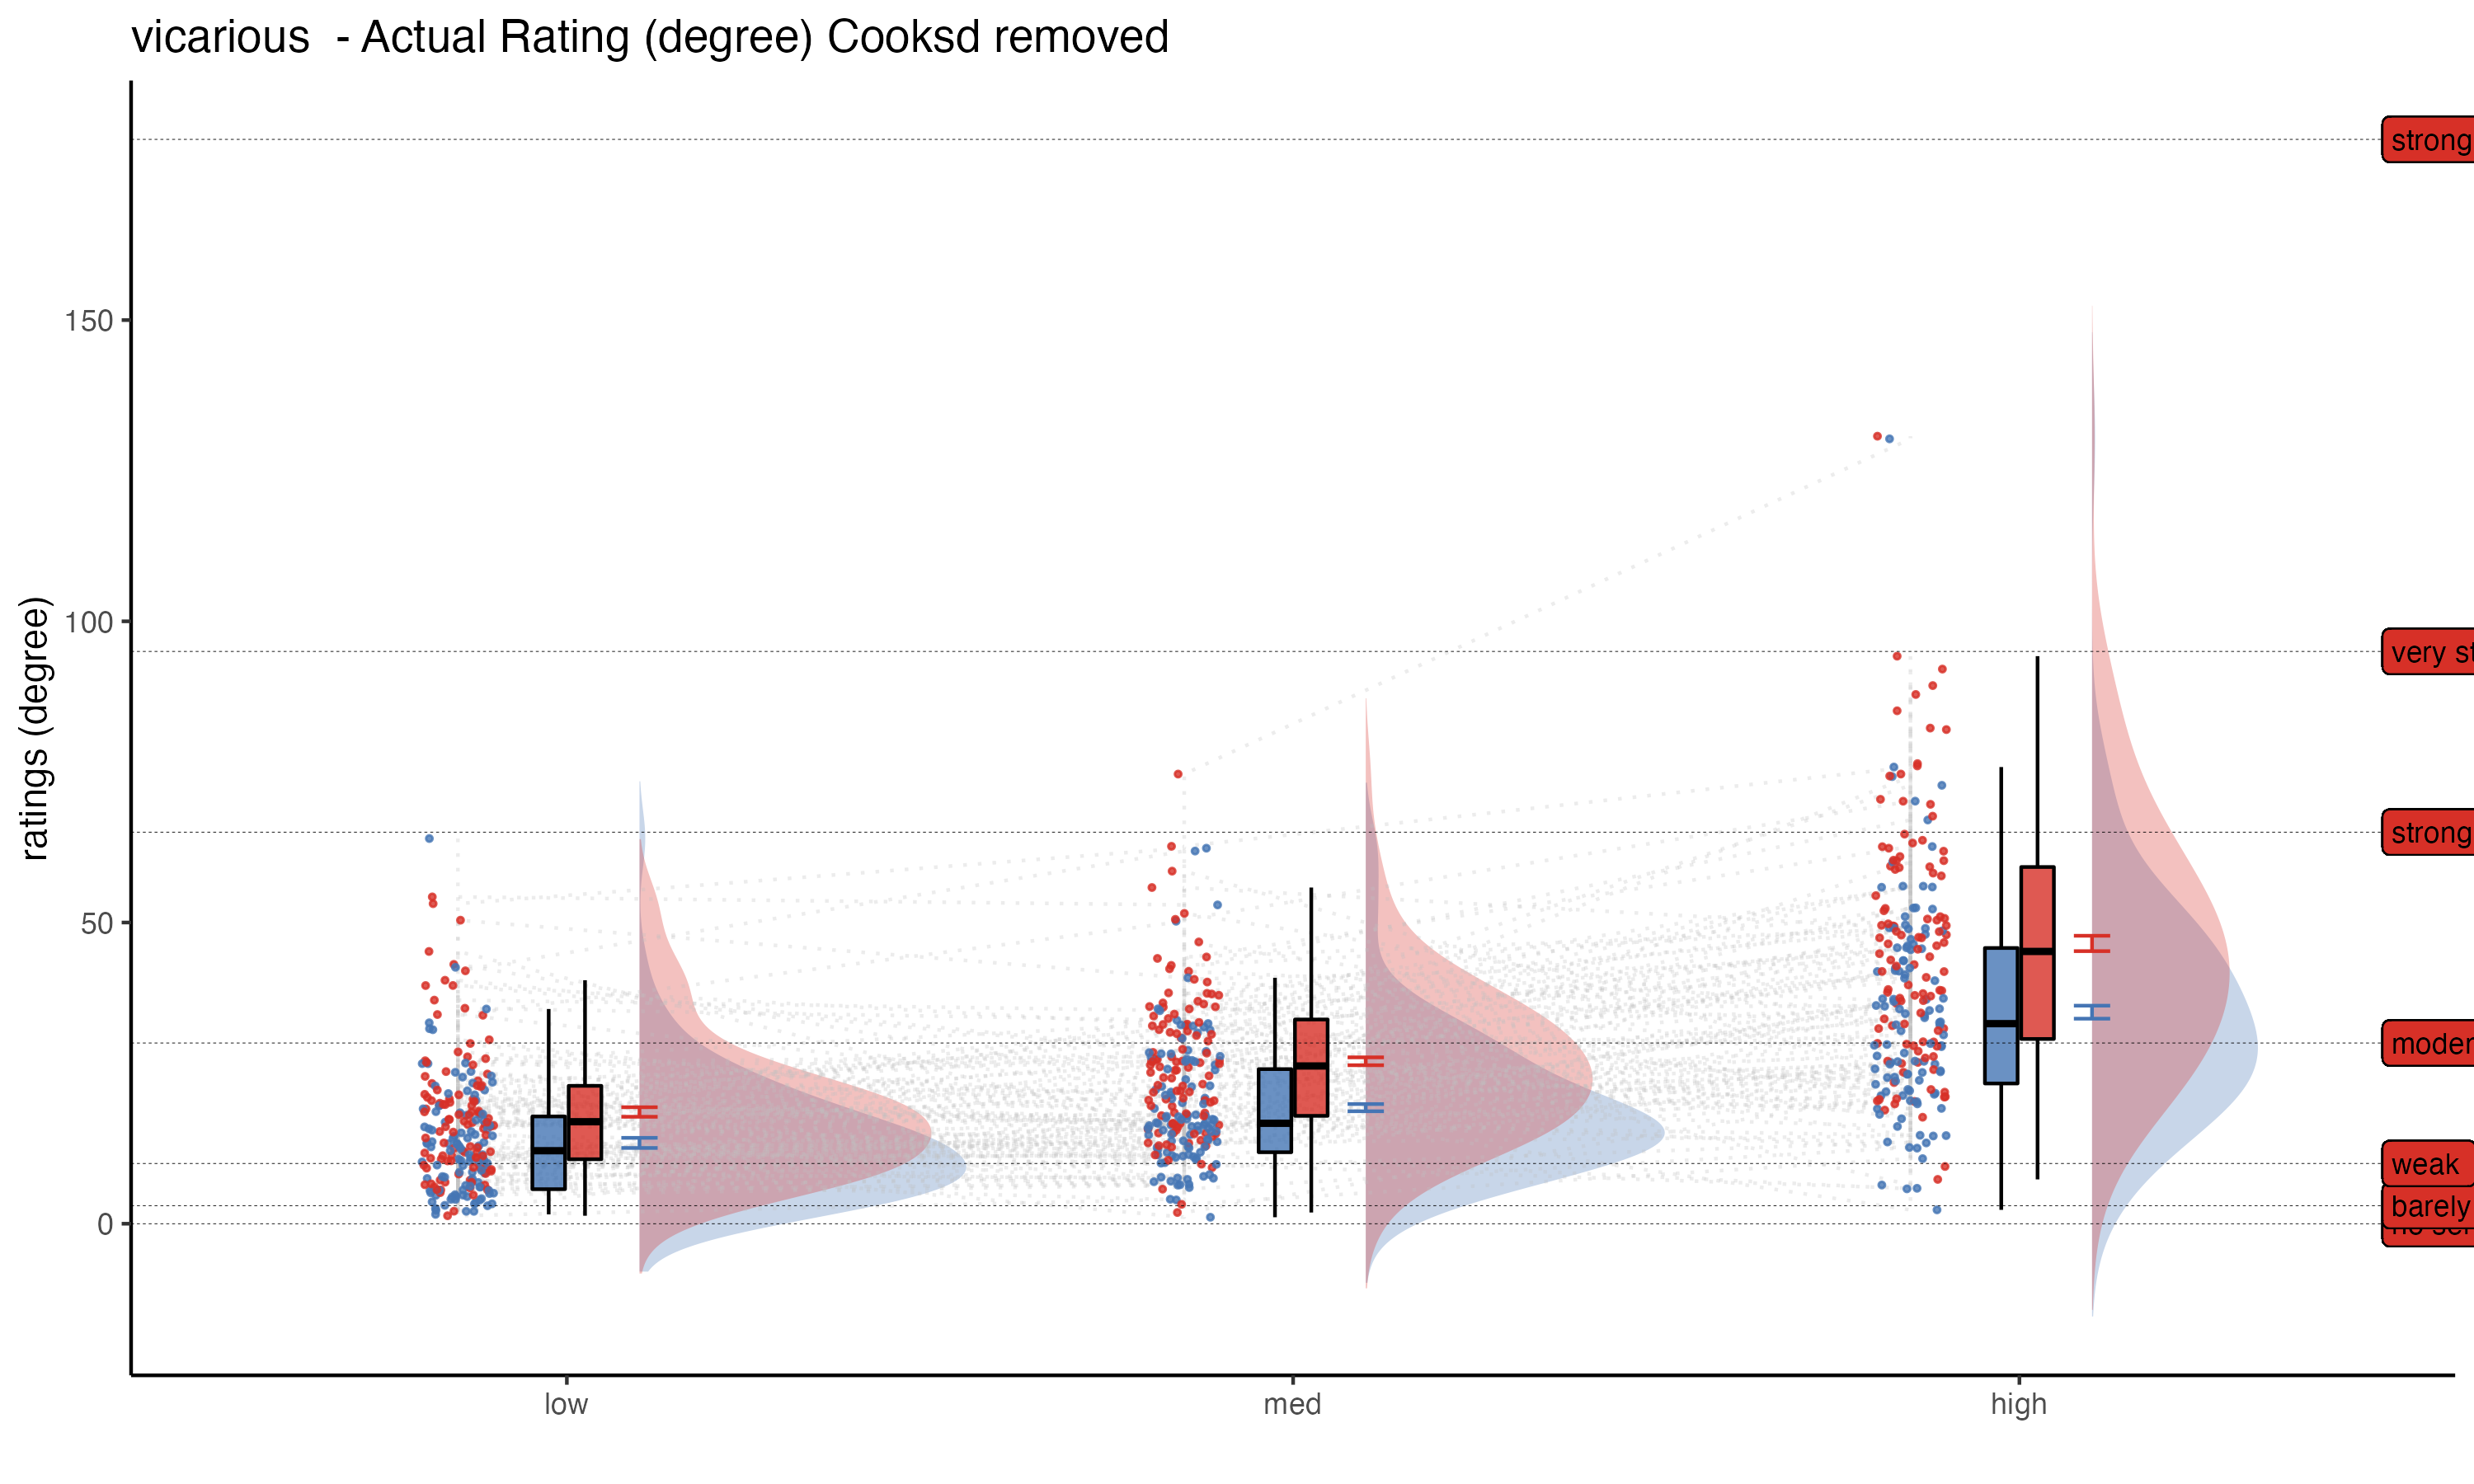 vicarious  - Actual Rating (degree) Cooksd removed
ratings (degree)
150
100
50
0
strong
very st
strong
moder
weak
barely
low
med
high